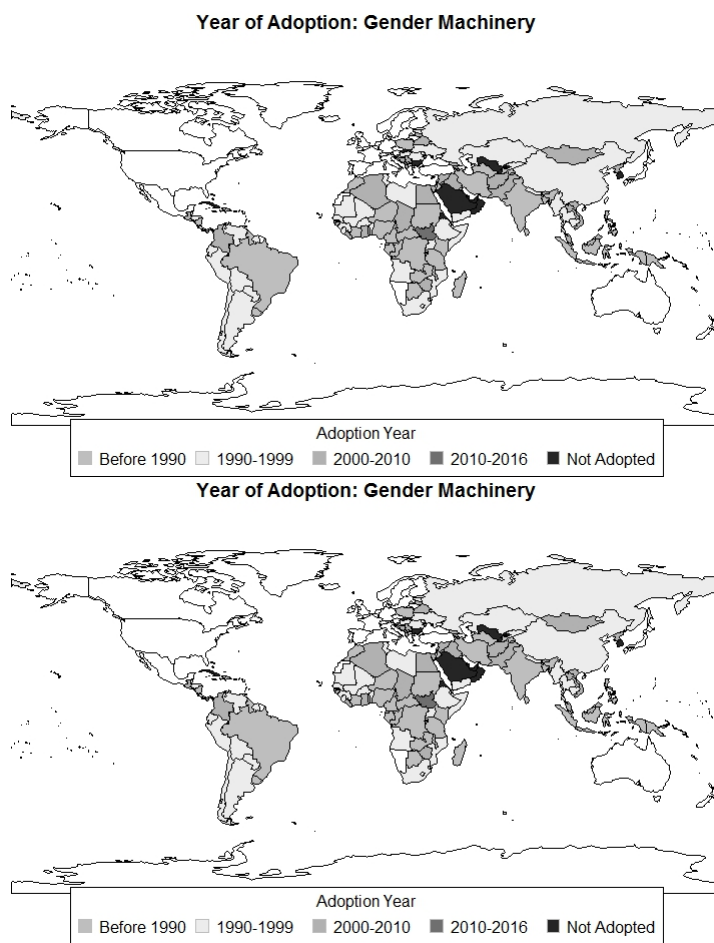 Year of Adoption: Gender Machinery
Adoption Year
Before 1990 1990-1999 2000-2010 2010-2016 Not Adopted
Year of Adoption: Gender Machinery
Adoption Year
Before 1990 1990-1999 2000-2010 2010-2016 Not Adopted